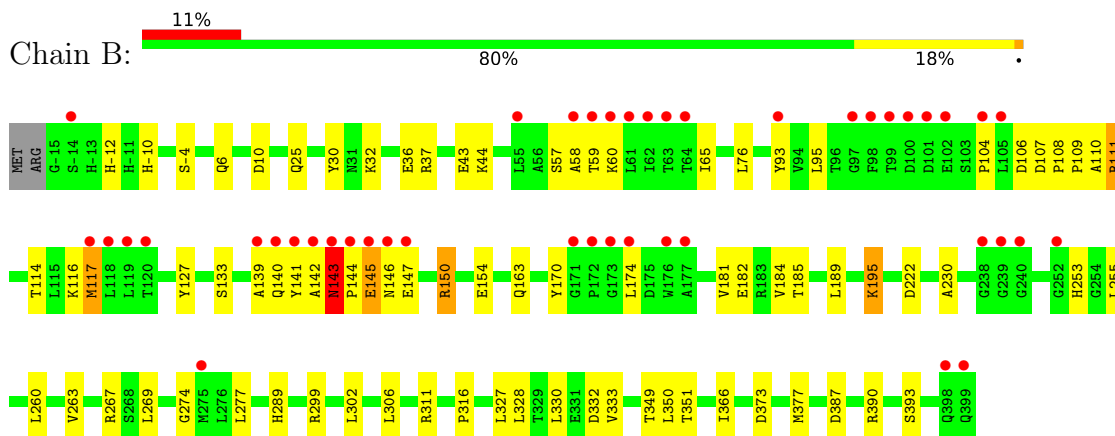 11%
Chain B:
80% 18% •
MET ARG G-15 S-14 H-13 H-12 H-11 H-10 S-4 Q6 D10 Q25 Y30 N31 K32 E36 R37 E43 K44 L55 A56 S57 A58 T59 K60 L61 I62 T63 T64 I65 L76 Y93 V94 L95 T96 G97 F98 T99 D100 D101 E102 S103 P104 L105 D106 D107 P108 P109 A110 R111
T114 L115 K116 M117 L118 L119 T120 Y127 S133 A139 Q140 Y141 A142 N143 P144 E145 N146 E147 R150 E154 Q163 Y170 G171 P172 G173 L174 D175 W176 A177 V181 E182 R183 V184 T185 L189 K195 D222 A230 G238 G239 G240 G252 H253 G254 L255
L260 V263 R267 S268 L269 G274 M275 L276 L277 H289 R299 L302 L306 R311 P316 L327 L328 T329 L330 E331 D332 V333 T349 L350 T351 I366 D373 M377 D387 R390 S393 Q398 Q399